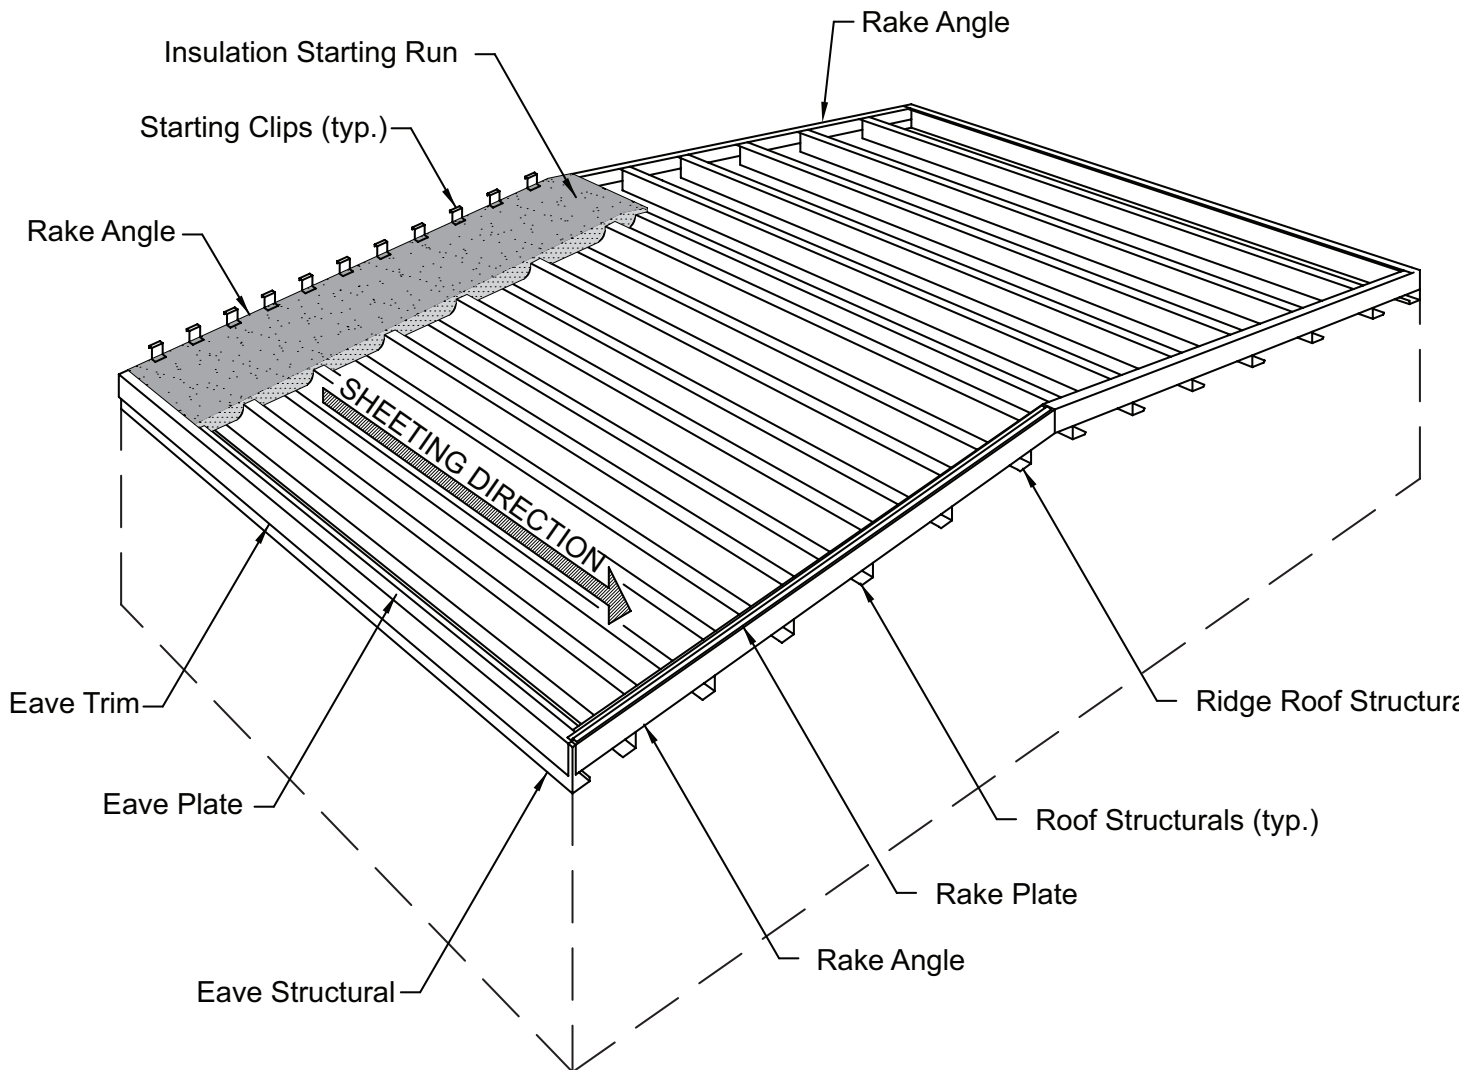 Rake Angle
Insulation Starting Run
Starting Clips (typ.)
Rake Angle
SHEETING DIRECTION
Eave Trim
Ridge Roof Structura
Eave Plate
Roof Structurals (typ.)
Rake Plate
Rake Angle
Eave Structural